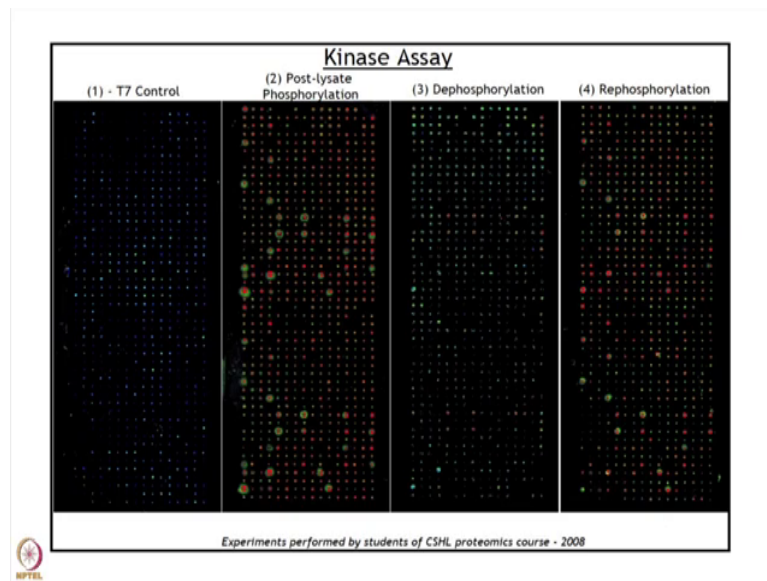 Kinase Assay
(1) - T7 Control
(2) Post-lysate
Phosphorylation
(3) Dephosphorylation
(4) Rephosphorylation
Experiments performed by students of CSHL proteomics course - 2008
NPTEL